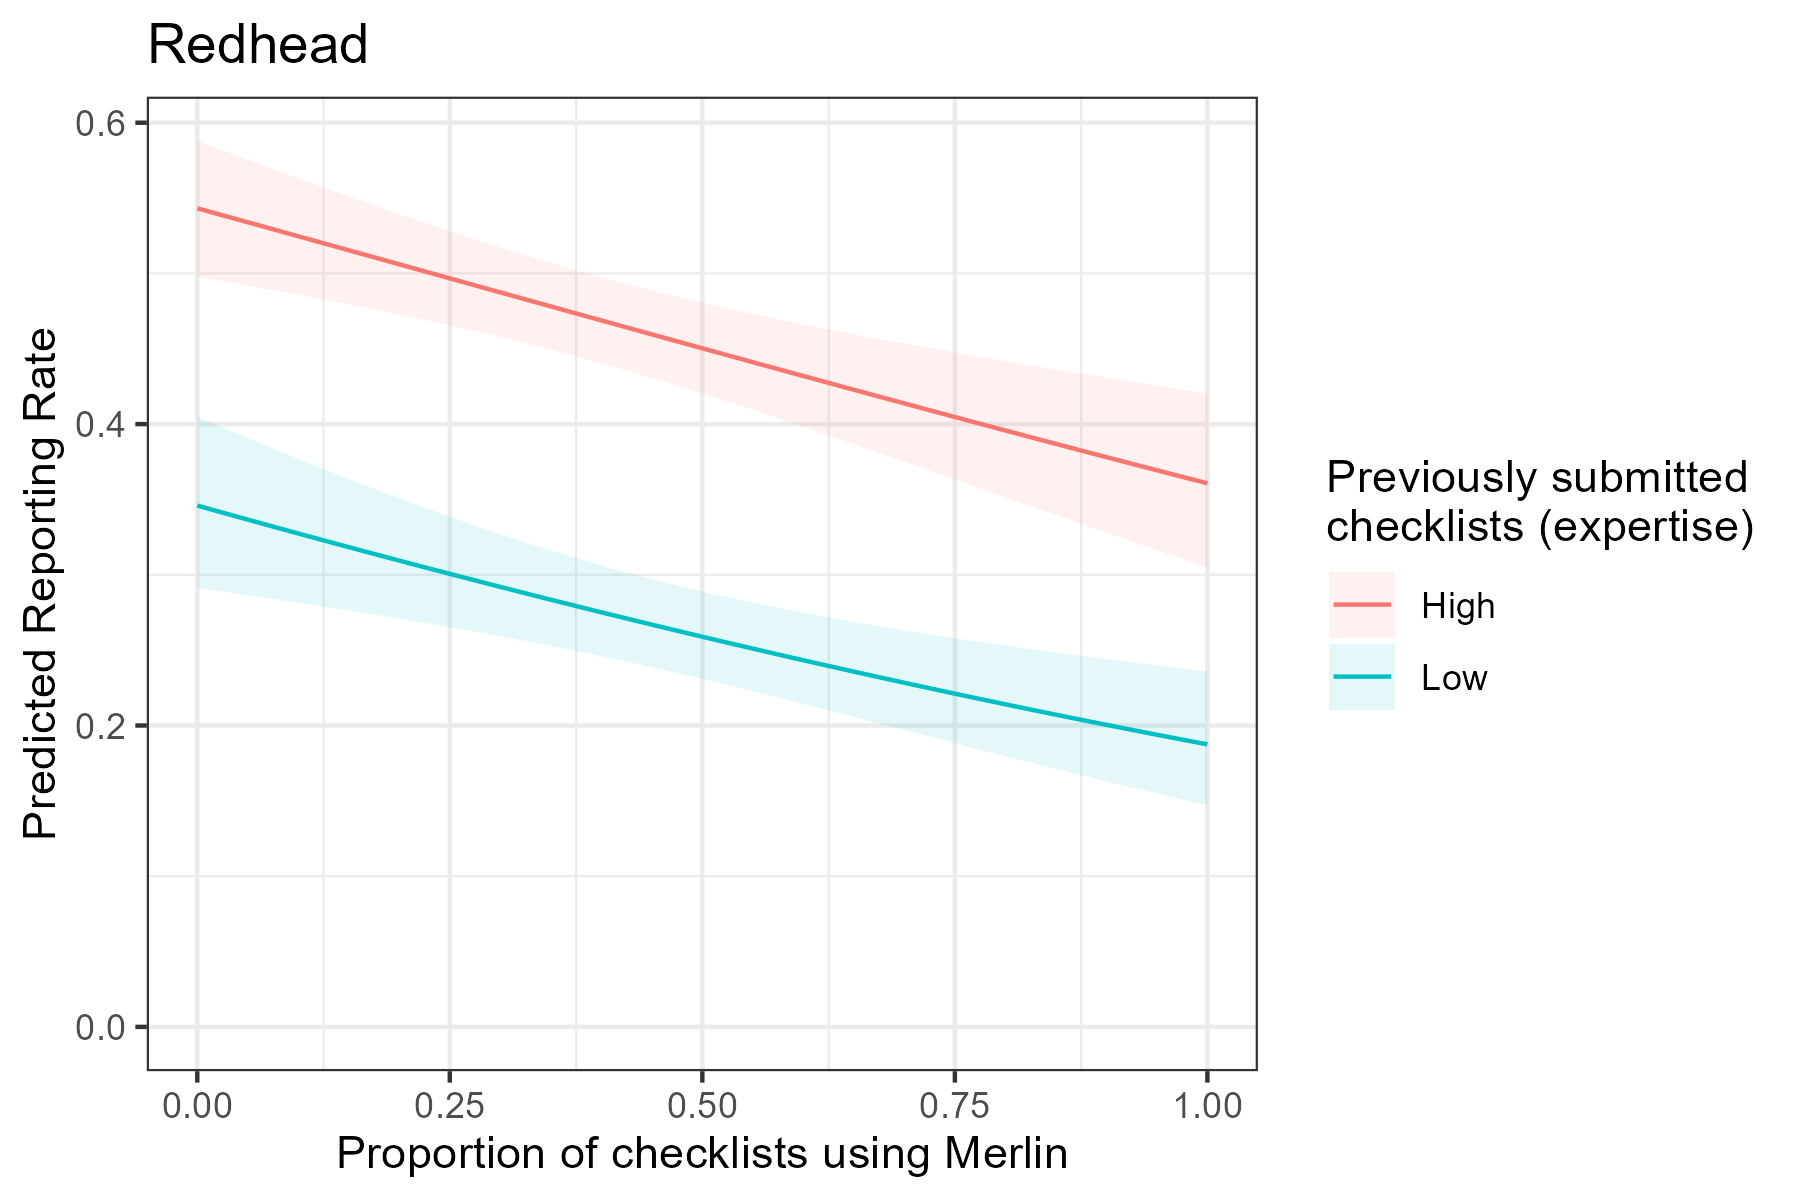 Redhead
Predicted Reporting Rate
0.6
0.4
0.2
0.0
0.00 0.25 0.50 0.75 1.00
Proportion of checklists using Merlin
Previously submitted
checklists (expertise)
High
Low